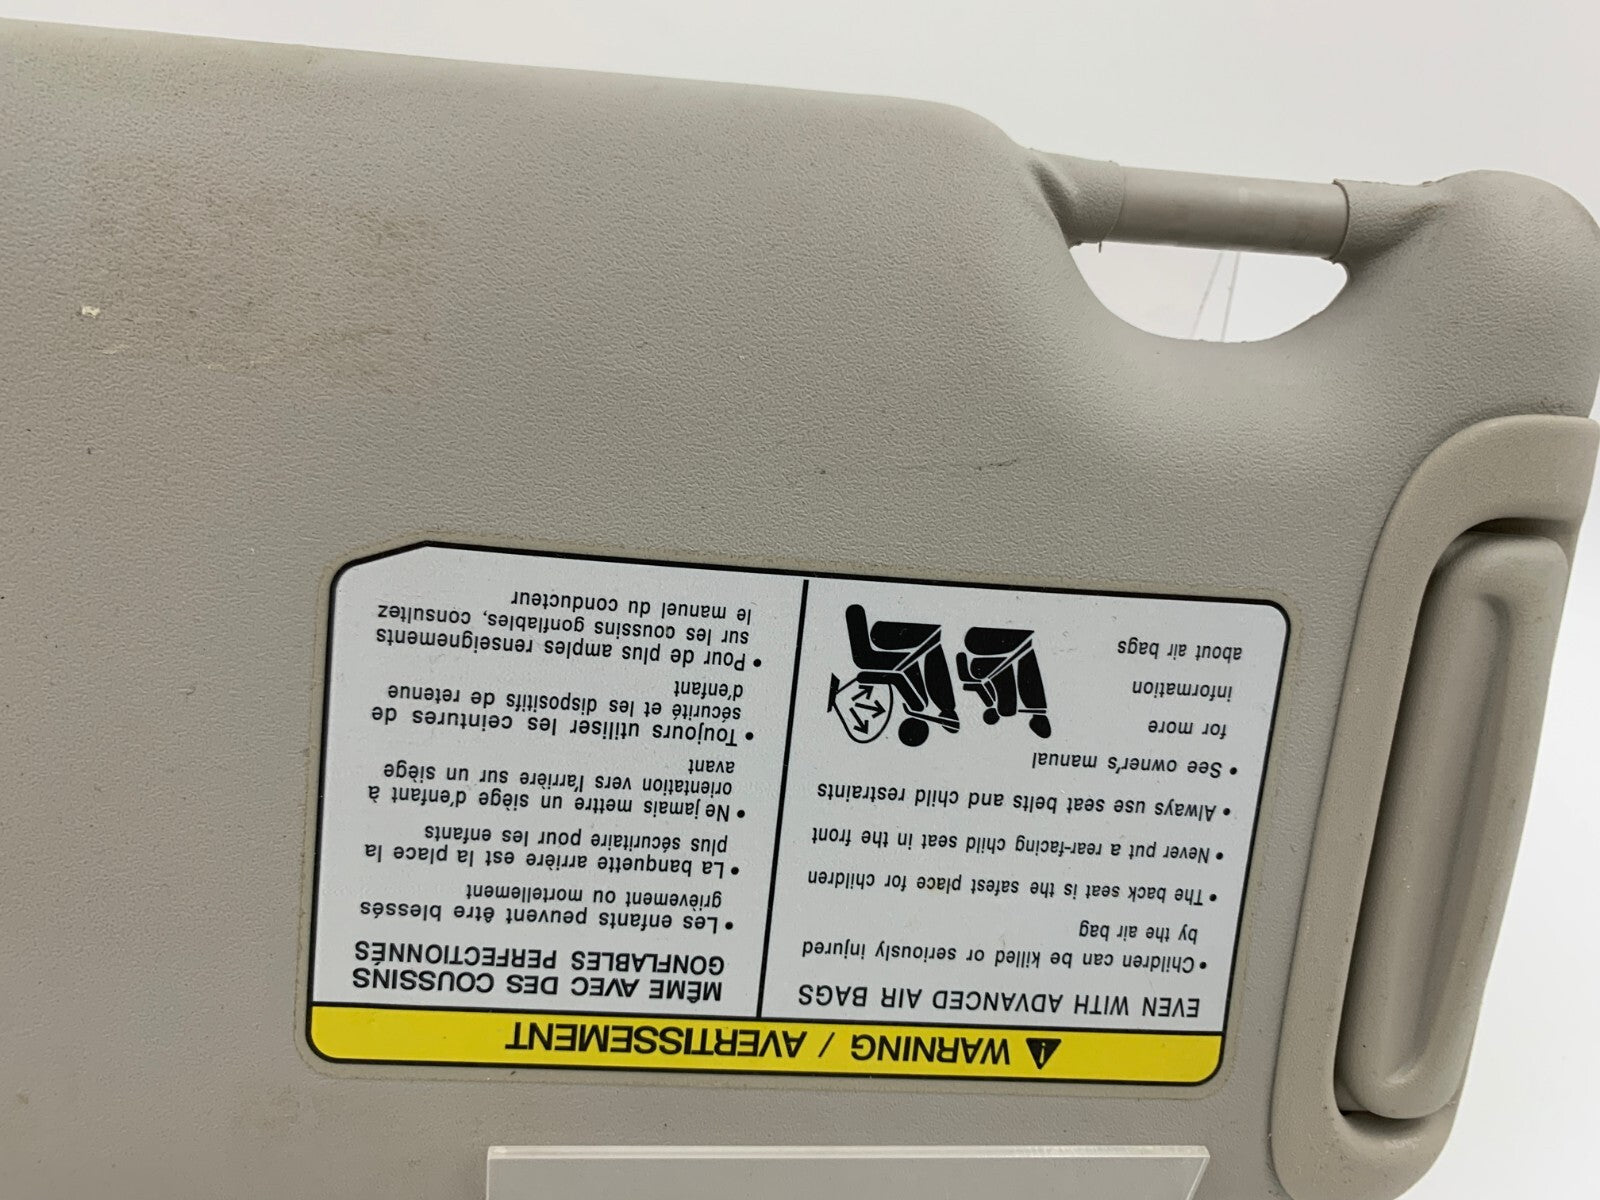 WARNING / AVERTISSEMENT
EVEN WITH ADVANCED AIR BAGS
• Children can be killed or seriously injured
by the air bag
• The back seat is the safest place for children
• Never put a rear-facing child seat in the front
• Always use seat belts and child restraints
• See owner's manual
for more
information
about air bags
MÊME AVEC DES COUSSINS
GONFLABLES PERFECTIONNÉS
• Les enfants peuvent être blessés
grièvement ou mortellement
• La banquette arrière est la place la
plus sécuritaire pour les enfants
• Ne jamais mettre un siège d'enfant à
orientation vers l'arrière sur un siège
avant
• Toujours utiliser les ceintures de
sécurité et les dispositifs de retenue
d'enfant
• Pour de plus amples renseignements
sur les coussins gonflables, consultez
le manuel du conducteur